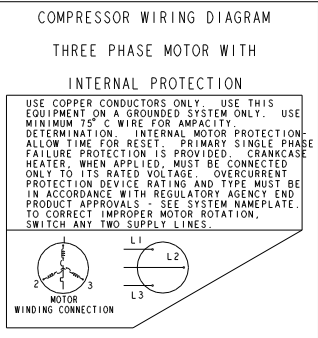 COMPRESSOR WIRING DIAGRAM
THREE PHASE MOTOR WITH
INTERNAL PROTECTION
USE COPPER CONDUCTORS ONLY. USE THIS
EQUIPMENT ON A GROUNDED SYSTEM ONLY. USE
MINIMUM 75° C WIRE FOR AMPACITY.
DETERMINATION. INTERNAL MOTOR PROTECTION-
ALLOW TIME FOR RESET. PRIMARY SINGLE PHASE
FAILURE PROTECTION IS PROVIDED. CRANKCASE
HEATER, WHEN APPLIED, MUST BE CONNECTED
ONLY TO ITS RATED VOLTAGE. OVERCURRENT
PROTECTION DEVICE RATING AND TYPE MUST BE
IN ACCORDANCE WITH REGULATORY AGENCY END
PRODUCT APPROVALS - SEE SYSTEM NAMEPLATE.
TO CORRECT IMPROPER MOTOR ROTATION,
SWITCH ANY TWO SUPPLY LINES.
1
2 3
MOTOR
WINDING CONNECTION
L1
L2
L3